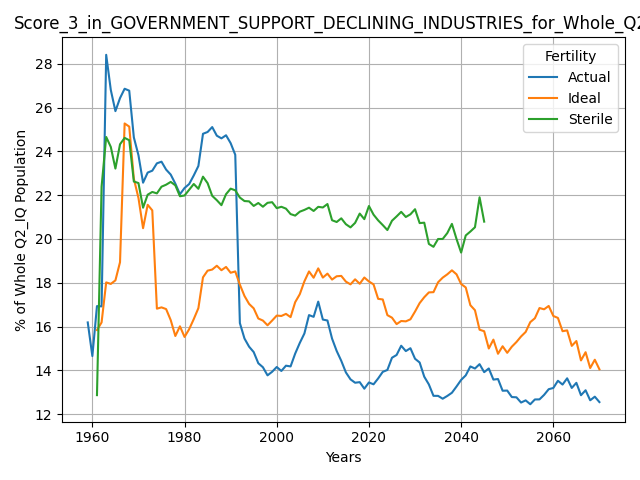 Score_3_in_GOVERNMENT_SUPPORT_DECLINING_INDUSTRIES_for_Whole_Q2
Fertility
Actual
Ideal
Sterile
% of Whole Q2_IQ Population
28
26
24
22
20
18
16
14
12
1960
1980
2000
2020
2040
2060
Years